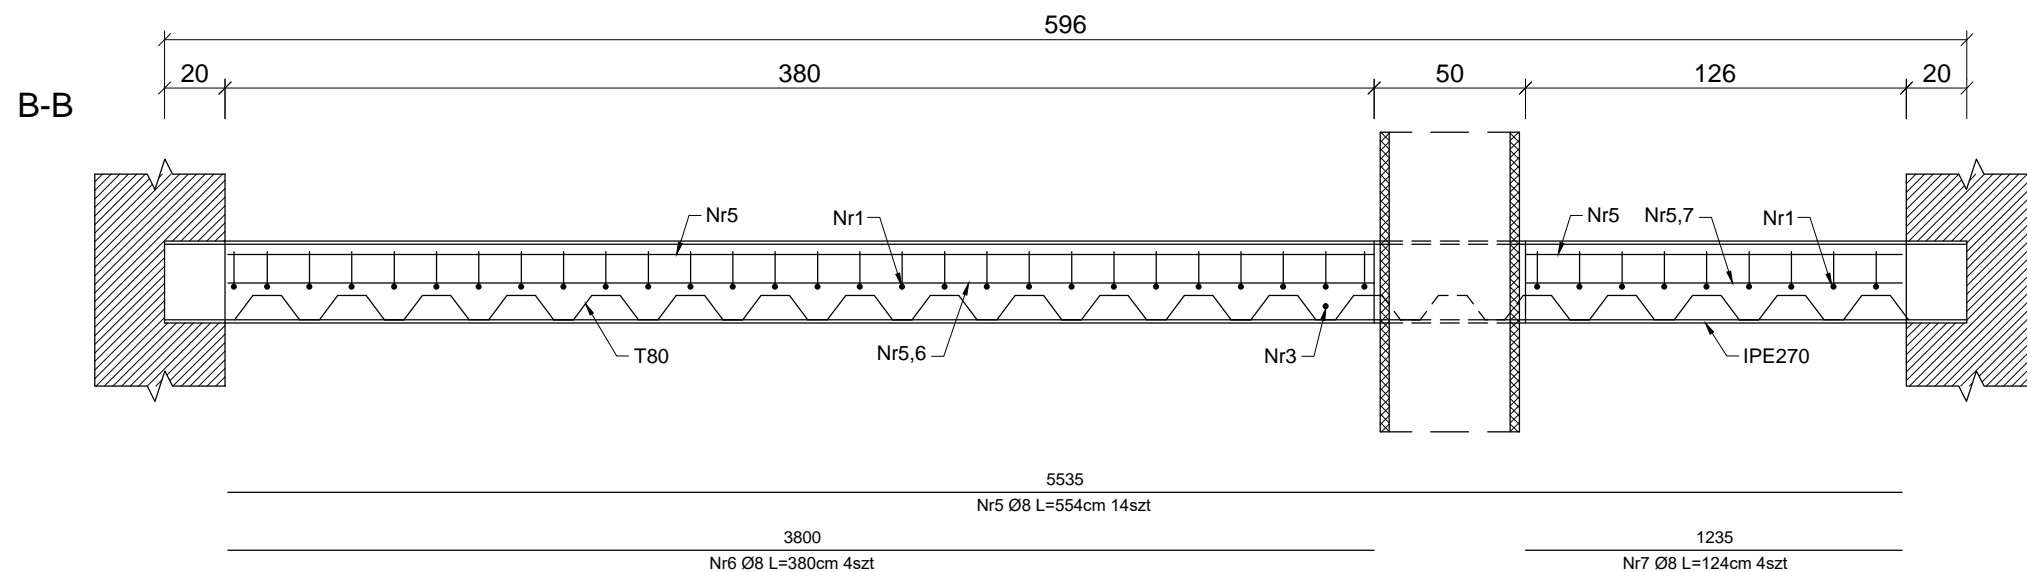 596
20 380 50 126 20
B-B
Nr5 Nr1 Nr5 Nr5,7 Nr1
T80 Nr5,6 Nr3 IPE270
5535
Nr5 Ø8 L=554cm 14szt
3800 1235
Nr6 Ø8 L=380cm 4szt Nr7 Ø8 L=124cm 4szt